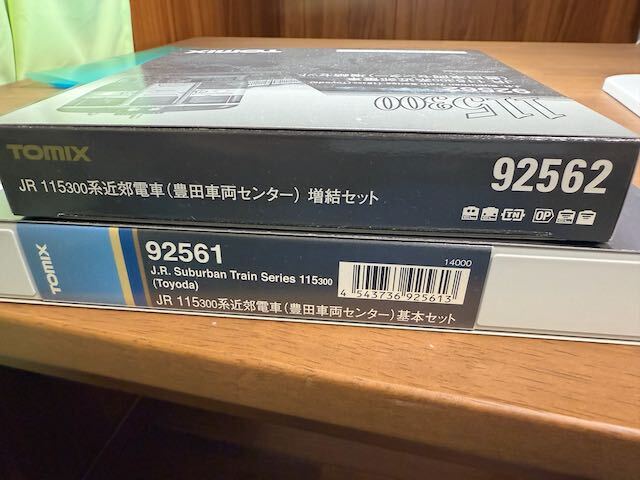 TOMIX
115300
TOMIX
JR 115300系近郊電車(豊田車両センター) 増結セット
92562
TN
OP
TOMIX
92561
J.R. Suburban Train Series 115300
(Toyoda)
14000
4 543736 925613
JR 115300系近郊電車(豊田車両センター)基本セット